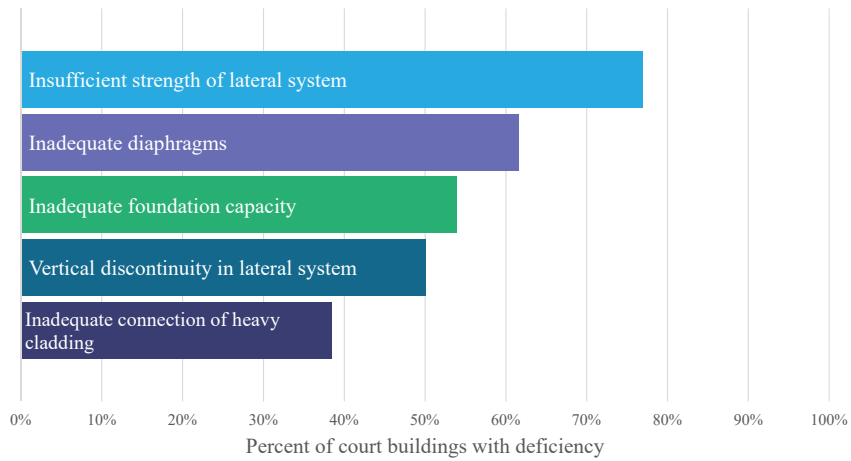 Insufficient strength of lateral system
Inadequate diaphragms
Inadequate foundation capacity
Vertical discontinuity in lateral system
Inadequate connection of heavy
cladding
0% 10% 20% 30% 40% 50% 60% 70% 80% 90% 100%
Percent of court buildings with deficiency